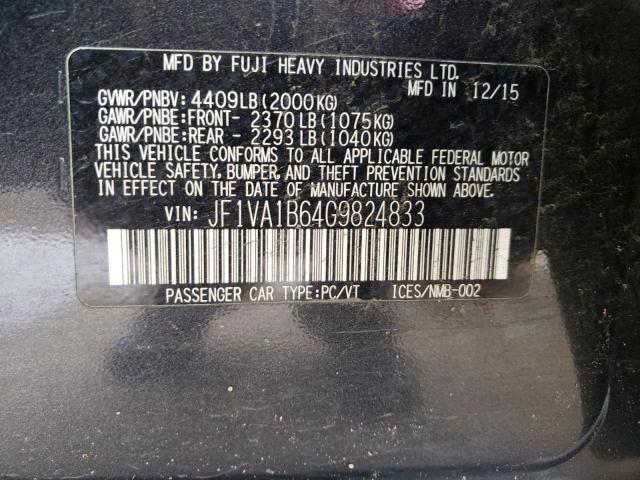 MFD BY FUJI HEAVY INDUSTRIES LTD.
MFD IN 12/15
GVWR/PNBV: 4409LB(2000KG)
GAWR/PNBE:FRONT- 2370LB(1075KG)
GAWR/PNBE:REAR - 2293LB(1040KG)
THIS VEHICLE CONFORMS TO ALL APPLICABLE FEDERAL MOTOR
VEHICLE SAFETY, BUMPER, AND THEFT PREVENTION STANDARDS
IN EFFECT ON THE DATE OF MANUFACTURE SHOWN ABOVE.
VIN: JF1VA1B64G9824833
PASSENGER CAR TYPE:PC/VT ICES/NMB-002